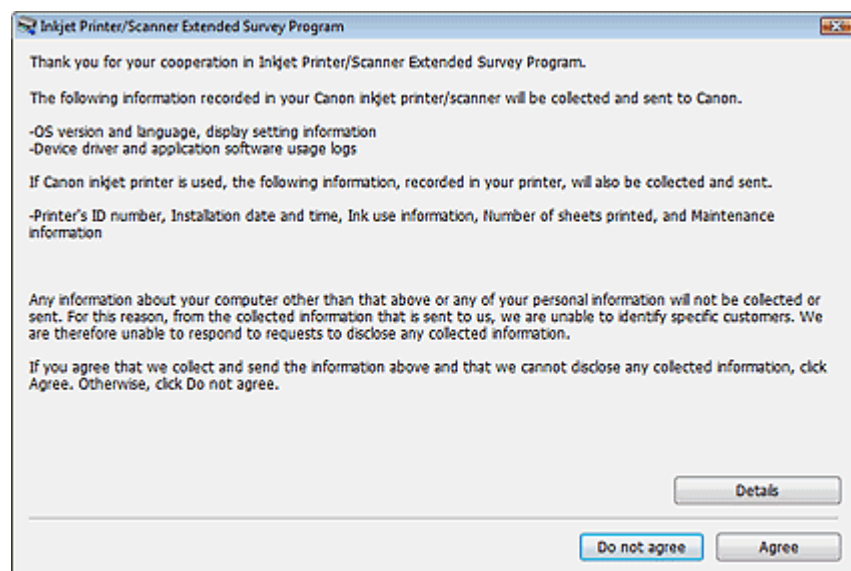 Inkjet Printer/Scanner Extended Survey Program
Thank you for your cooperation in Inkjet Printer/Scanner Extended Survey Program.
The following information recorded in your Canon inkjet printer/scanner will be collected and sent to Canon.
-OS version and language, display setting information
-Device driver and application software usage logs
If Canon inkjet printer is used, the following information, recorded in your printer, will also be collected and sent.
-Printer's ID number, Installation date and time, Ink use information, Number of sheets printed, and Maintenance
information
Any information about your computer other than that above or any of your personal information will not be collected or
sent. For this reason, from the collected information that is sent to us, we are unable to identify specific customers. We
are therefore unable to respond to requests to disclose any collected information.
If you agree that we collect and send the information above and that we cannot disclose any collected information, click
Agree. Otherwise, click Do not agree.
Details
Do not agree
Agree